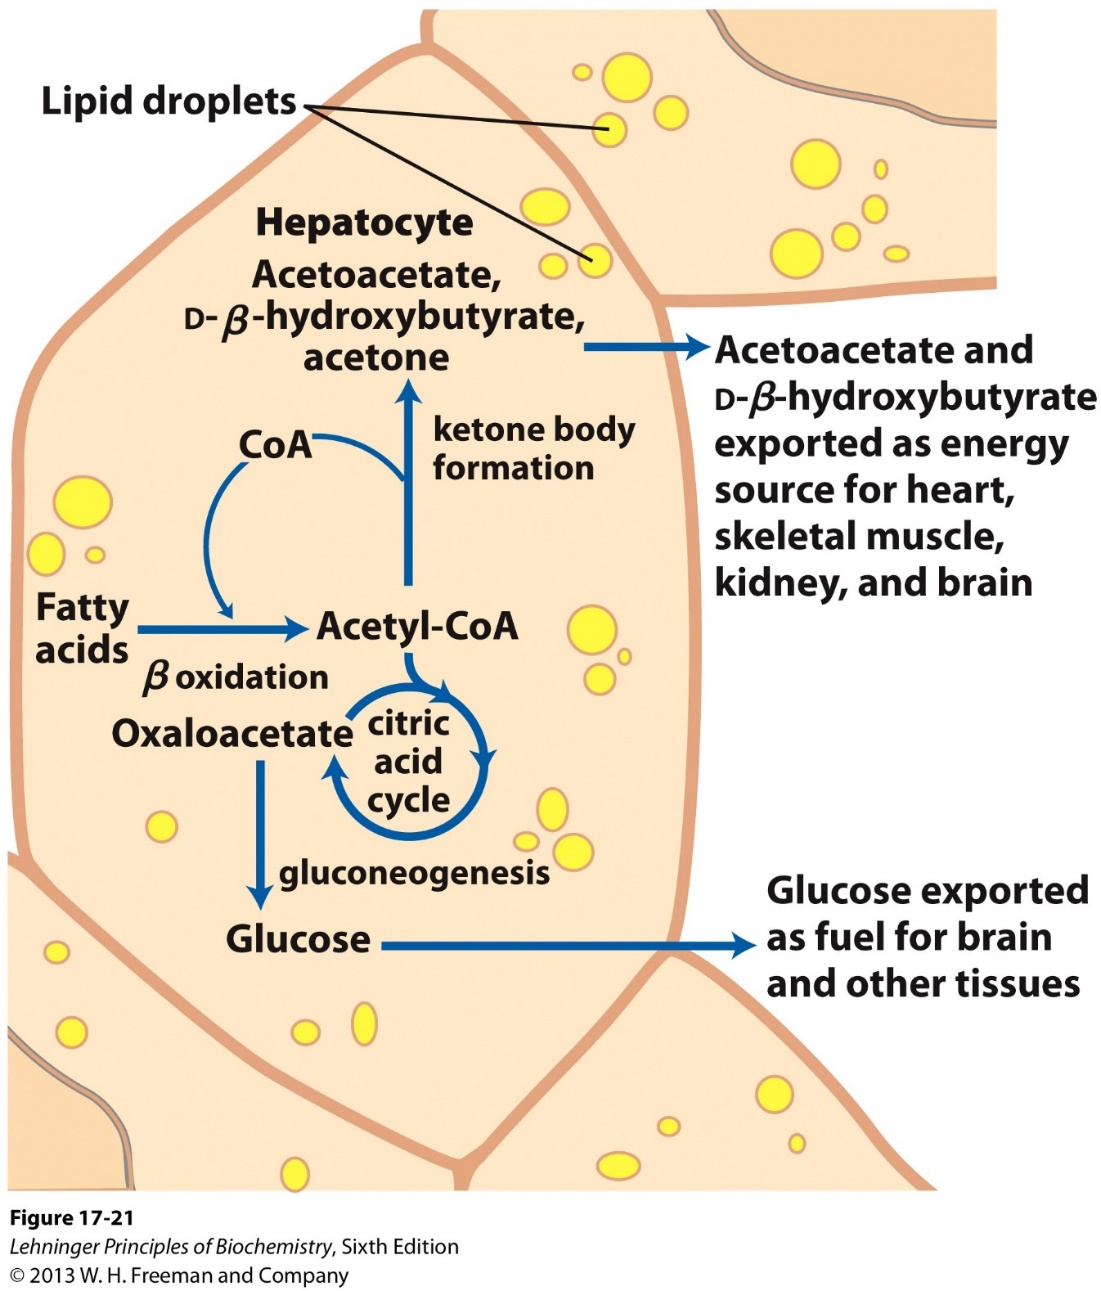 Lipid droplets
Hepatocyte
Acetoacetate,
D-β-hydroxybutyrate,
acetone
Acetoacetate and
D-β-hydroxybutyrate
exported as energy
source for heart,
skeletal muscle,
kidney, and brain
CoA
ketone body
formation
Fatty
acids
Acetyl-CoA
β oxidation
Oxaloacetate
citric
acid
cycle
gluconeogenesis
Glucose
Glucose exported
as fuel for brain
and other tissues
Figure 17-21
Lehninger Principles of Biochemistry, Sixth Edition
© 2013 W. H. Freeman and Company